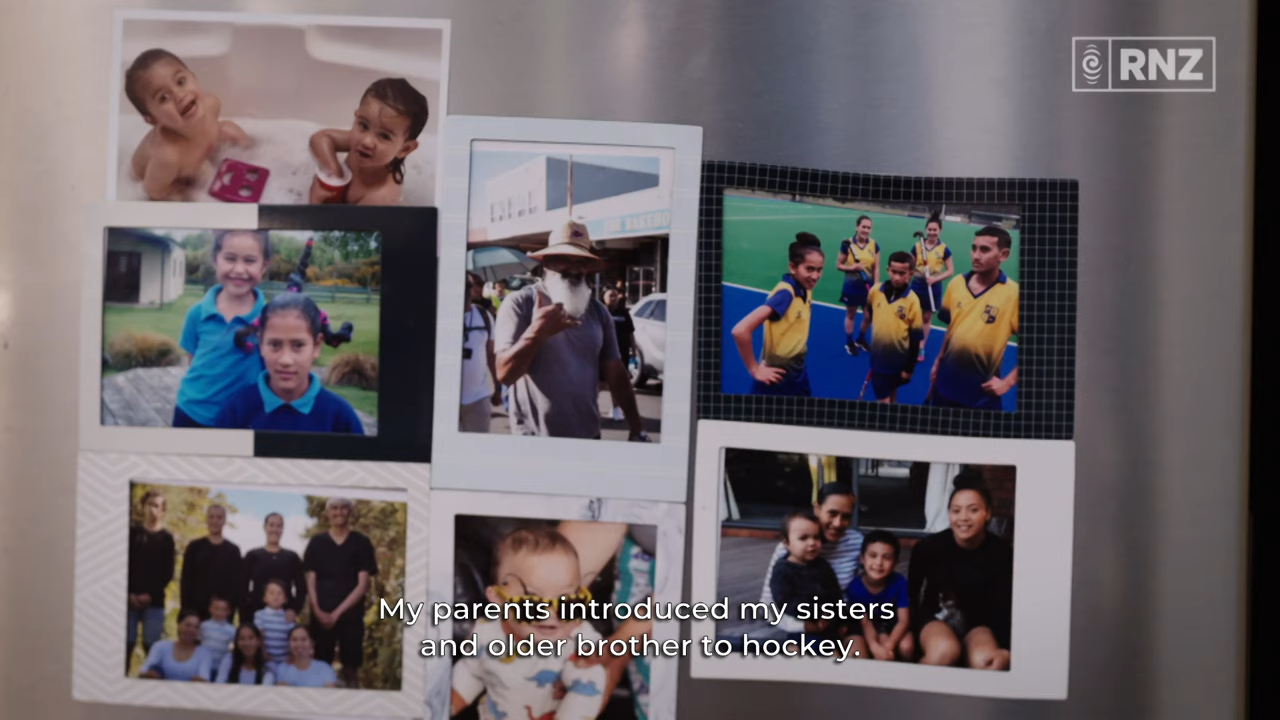 RNZ
My parents introduced my sisters
and older brother to hockey.